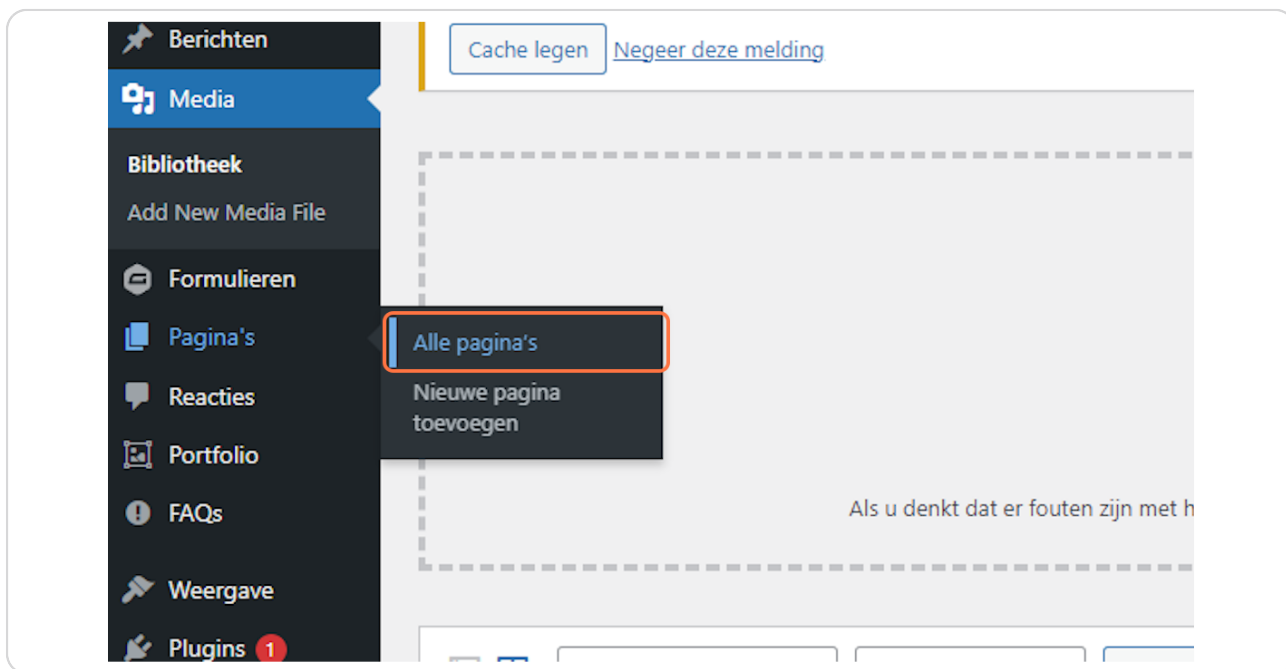 Berichten
Cache legen Negeer deze melding
Media
Bibliotheek
Add New Media File
Formulieren
Pagina's
Alle pagina's
Nieuwe pagina
toevoegen
Reacties
Portfolio
FAQs
Als u denkt dat er fouten zijn met h
Weergave
Plugins 1